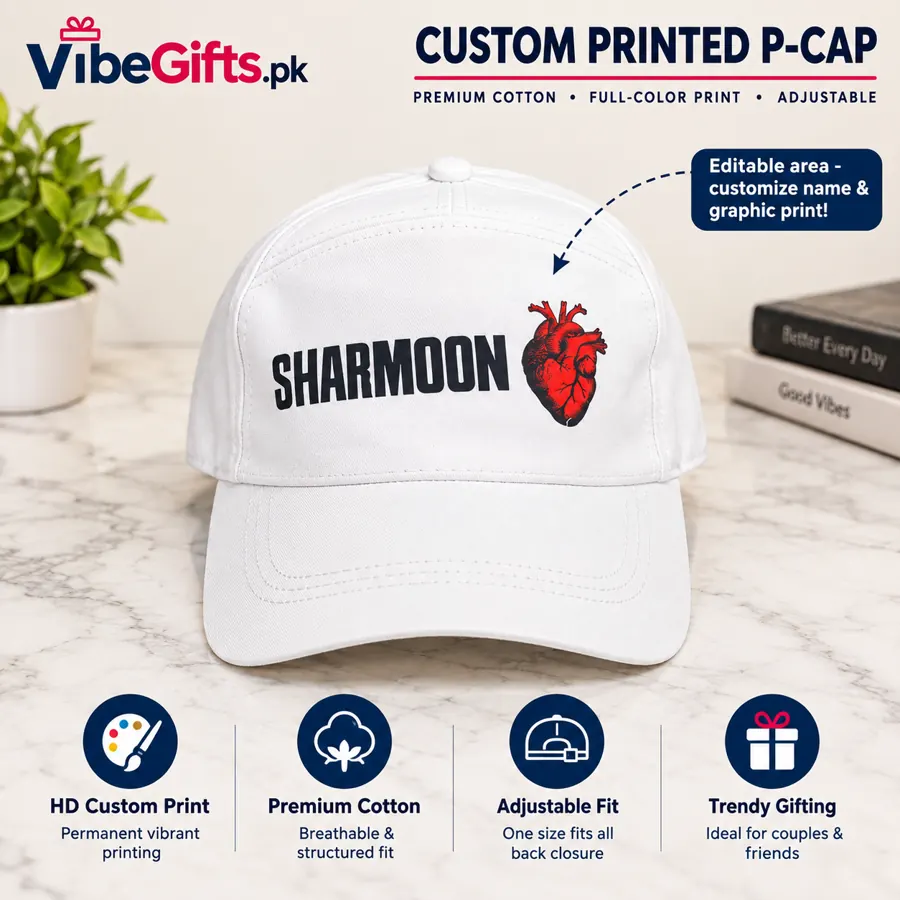 VibeGifts.pk
CUSTOM PRINTED P-CAP
PREMIUM COTTON • FULL-COLOR PRINT • ADJUSTABLE
Editable area -
customize name &
graphic print!
SHARMOON
Better Every Day
Good Vibes
HD Custom Print
Permanent vibrant
printing
Premium Cotton
Breathable &
structured fit
Adjustable Fit
One size fits all
back closure
Trendy Gifting
Ideal for couples &
friends